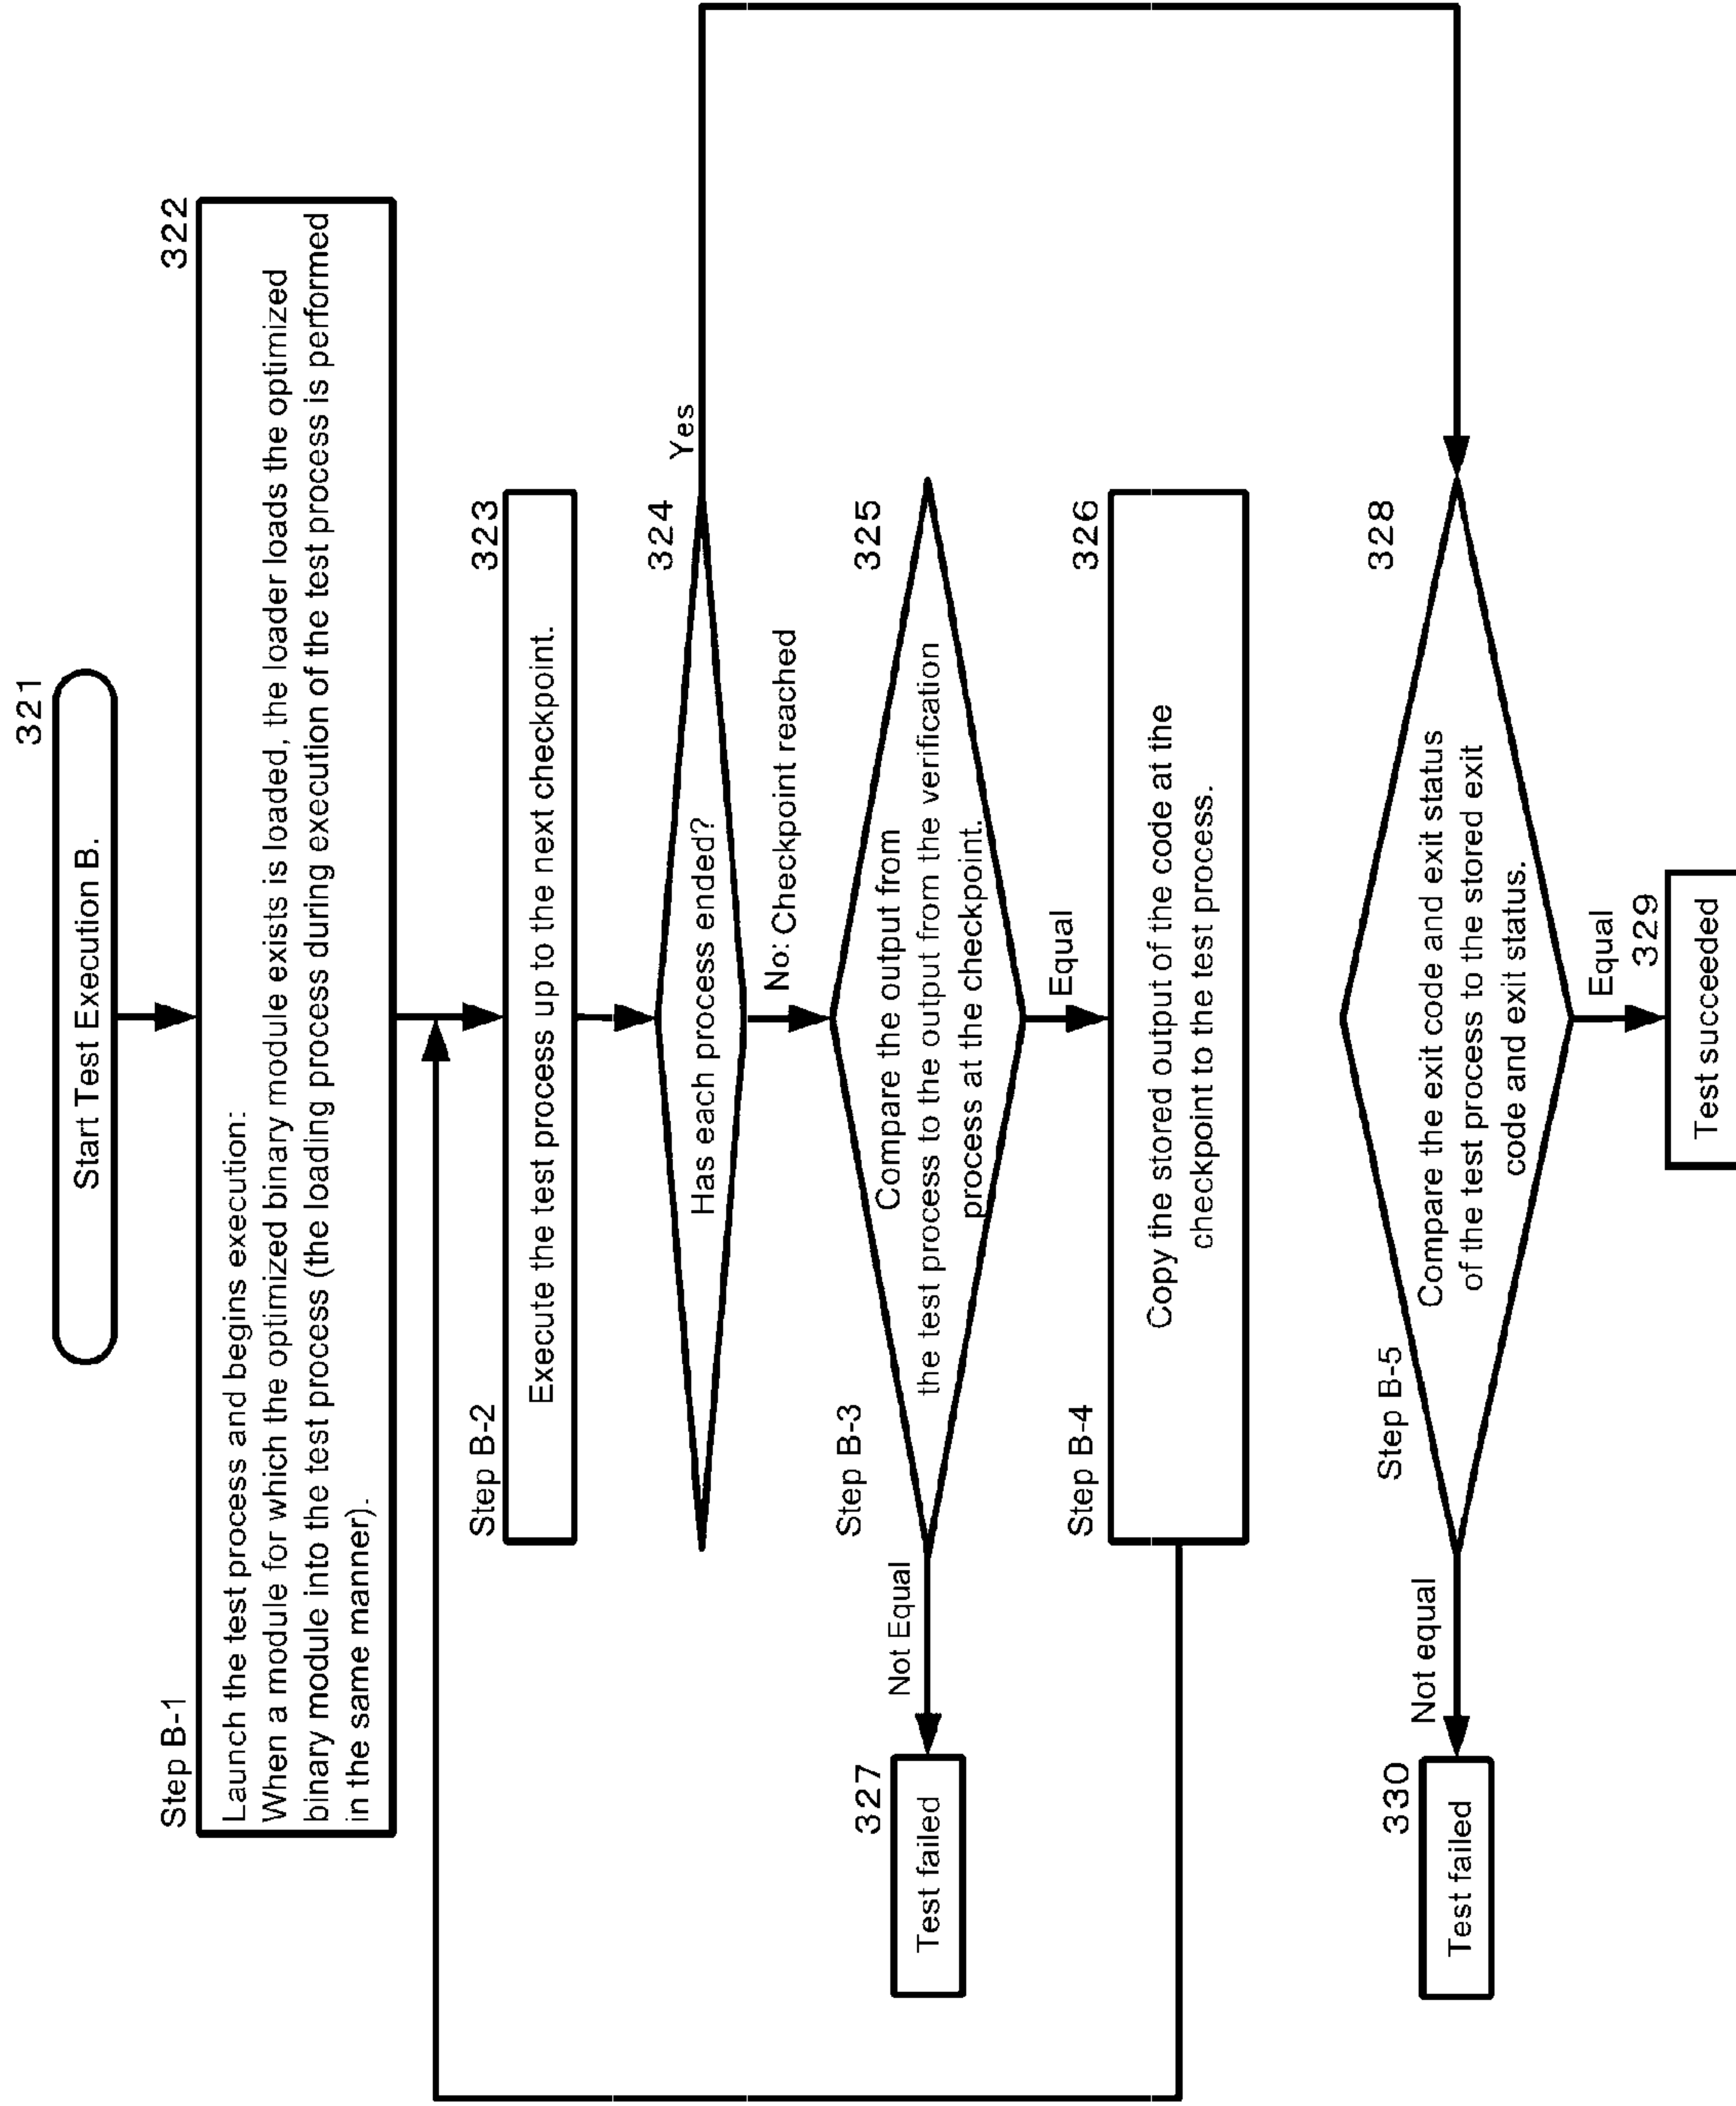 321
Start Test Execution B.
Step B-1
322
Launch the test process and begins execution:
When a module for which the optimized binary module exists is loaded, the loader loads the optimized
binary module into the test process (the loading process during execution of the test process is performed
in the same manner).
Step B-2
323
Execute the test process up to the next checkpoint.
324
Has each process ended?
Yes
No: Checkpoint reached
Step B-3
325
Compare the output from
the test process to the output from the verification
process at the checkpoint.
Not Equal
327
Test failed
Equal
Step B-4
326
Copy the stored output of the code at the
checkpoint to the test process.
Step B-5
328
Compare the exit code and exit status
of the test process to the stored exit
code and exit status.
Not equal
330
Test failed
Equal
329
Test succeeded